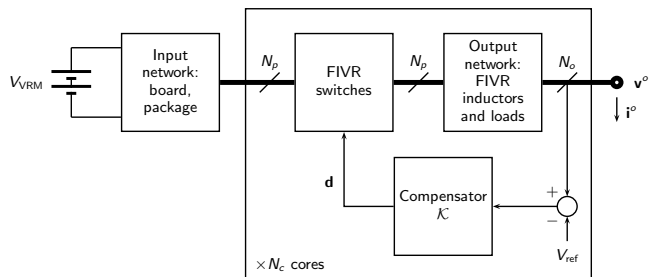 V_VRM
Input
network:
board,
package
N_p
FIVR
switches
N_p
Output
network:
FIVR
inductors
and loads
N_o
v^o
i^o
d
Compensator
𝒦
+
−
V_ref
×N_c cores